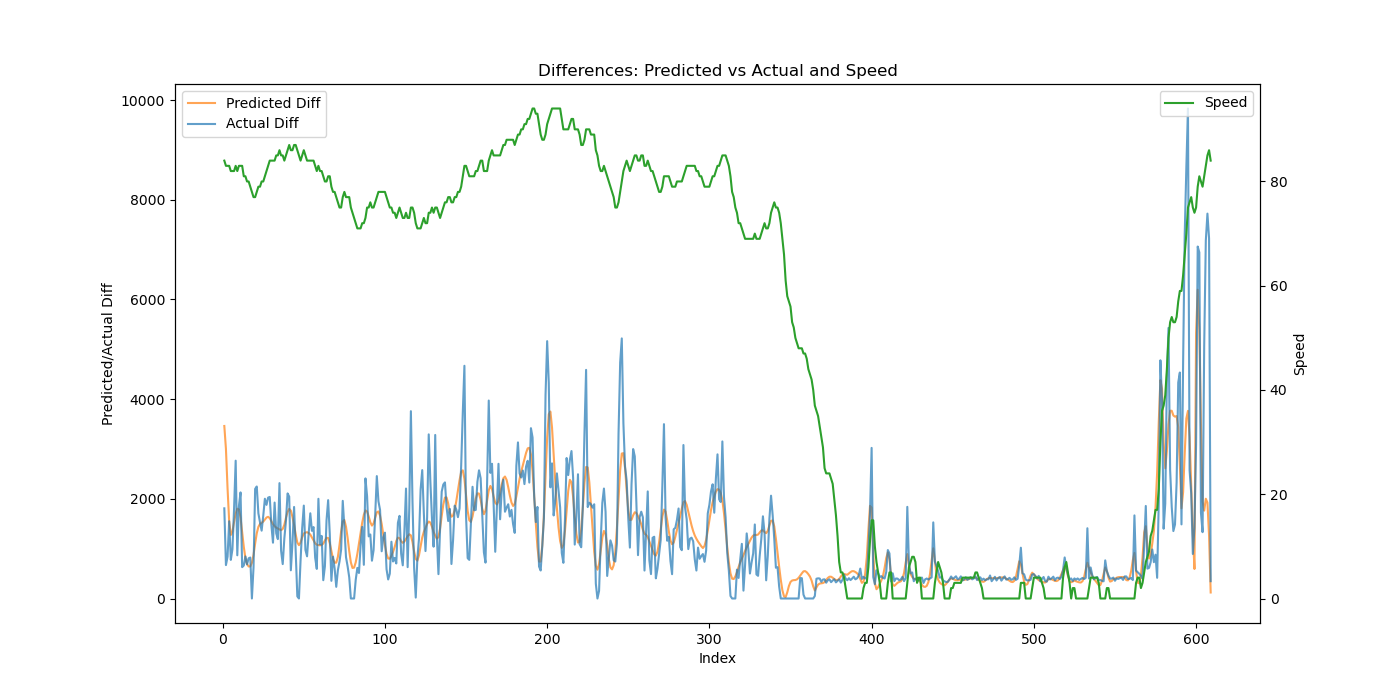 Differences: Predicted vs Actual and Speed
Predicted Diff
Actual Diff
Speed
10000
8000
6000
4000
2000
0
Predicted/Actual Diff
80
60
40
20
0
Speed
0 100 200 300 400 500 600
Index